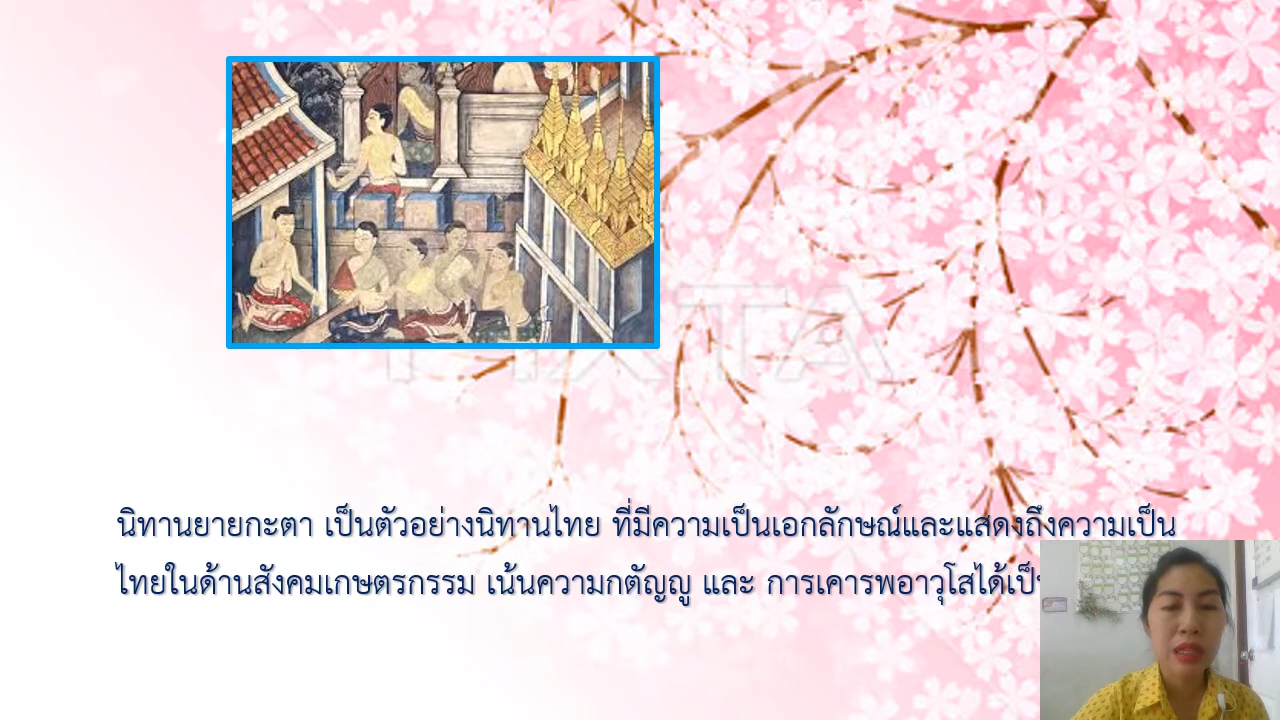 นิทานยายกะตา เป็นตัวอย่างนิทานไทย ที่มีความเป็นเอกลักษณ์และแสดงถึงความเป็น
ไทยในด้านสังคมเกษตรกรรม เน้นความกตัญญู และ การเคารพอาวุโสได้
PIXTA